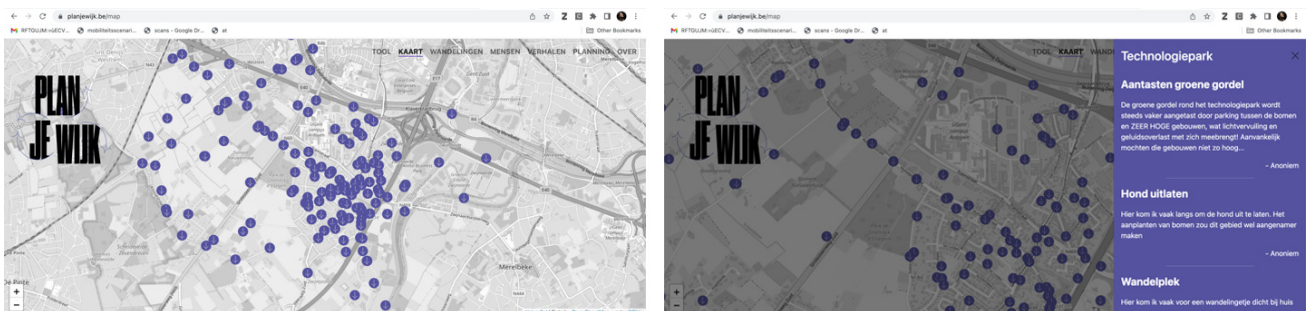 planjewijk.be/map
mobiliteitsscenari...
scans - Google Dr...
at
Other Bookmarks
TOOL KAART WANDELINGEN MENSEN VERHALEN PLANNING OVER
PLAN
JE WIJK
Merelbeke
De Pinte
+
−
planjewijk.be/map
mobiliteitsscenari...
scans - Google Dr...
at
Other Bookmarks
TOOL KAART WAND
PLAN
JE WIJK
+
−
Technologiepark
Aantasten groene gordel
De groene gordel rond het technologiepark wordt
steeds vaker aangetast door parking tussen de bomen
en ZEER HOGE gebouwen, wat lichtvervuiling en
geluidsoverlast met zich meebrengt! Aanvankelijk
mochten die gebouwen niet zo hoog...
~ Anoniem
Hond uitlaten
Hier kom ik vaak langs om de hond uit te laten. Het
aanplanten van bomen zou dit gebied wel aangenamer
maken
~ Anoniem
Wandelplek
Hier kom ik vaak voor een wandelingetje dicht bij huis